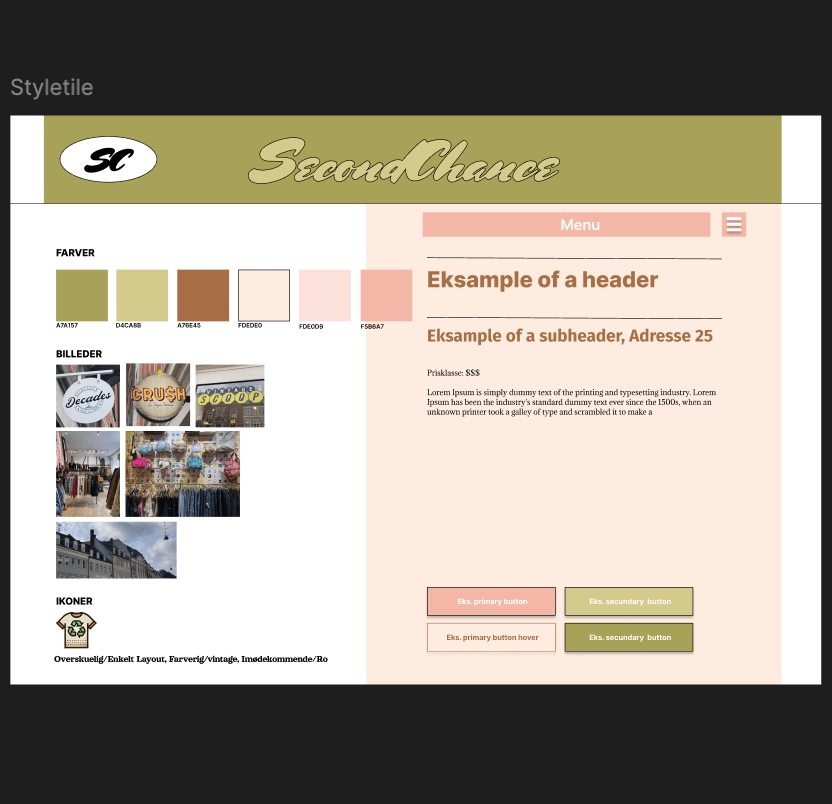 Styletile
SC
SecondChance
Menu
FARVER
A7A157
D4CA8B
A76E45
FDEDE0
FDE0D9
F5B6A7
BILLEDER
Decades
CRU$H
VINTAGE
SCOOP
IKONER
Overskuelig/Enkelt Layout, Farverig/vintage, Imødekommende/Ro
Eksample of a header
Eksample of a subheader, Adresse 25
Prisklasse: $$$
Lorem Ipsum is simply dummy text of the printing and typesetting industry. Lorem
Ipsum has been the industry's standard dummy text ever since the 1500s, when an
unknown printer took a galley of type and scrambled it to make a
Eks. primary button
Eks. secundary button
Eks. primary button hover
Eks. secundary button